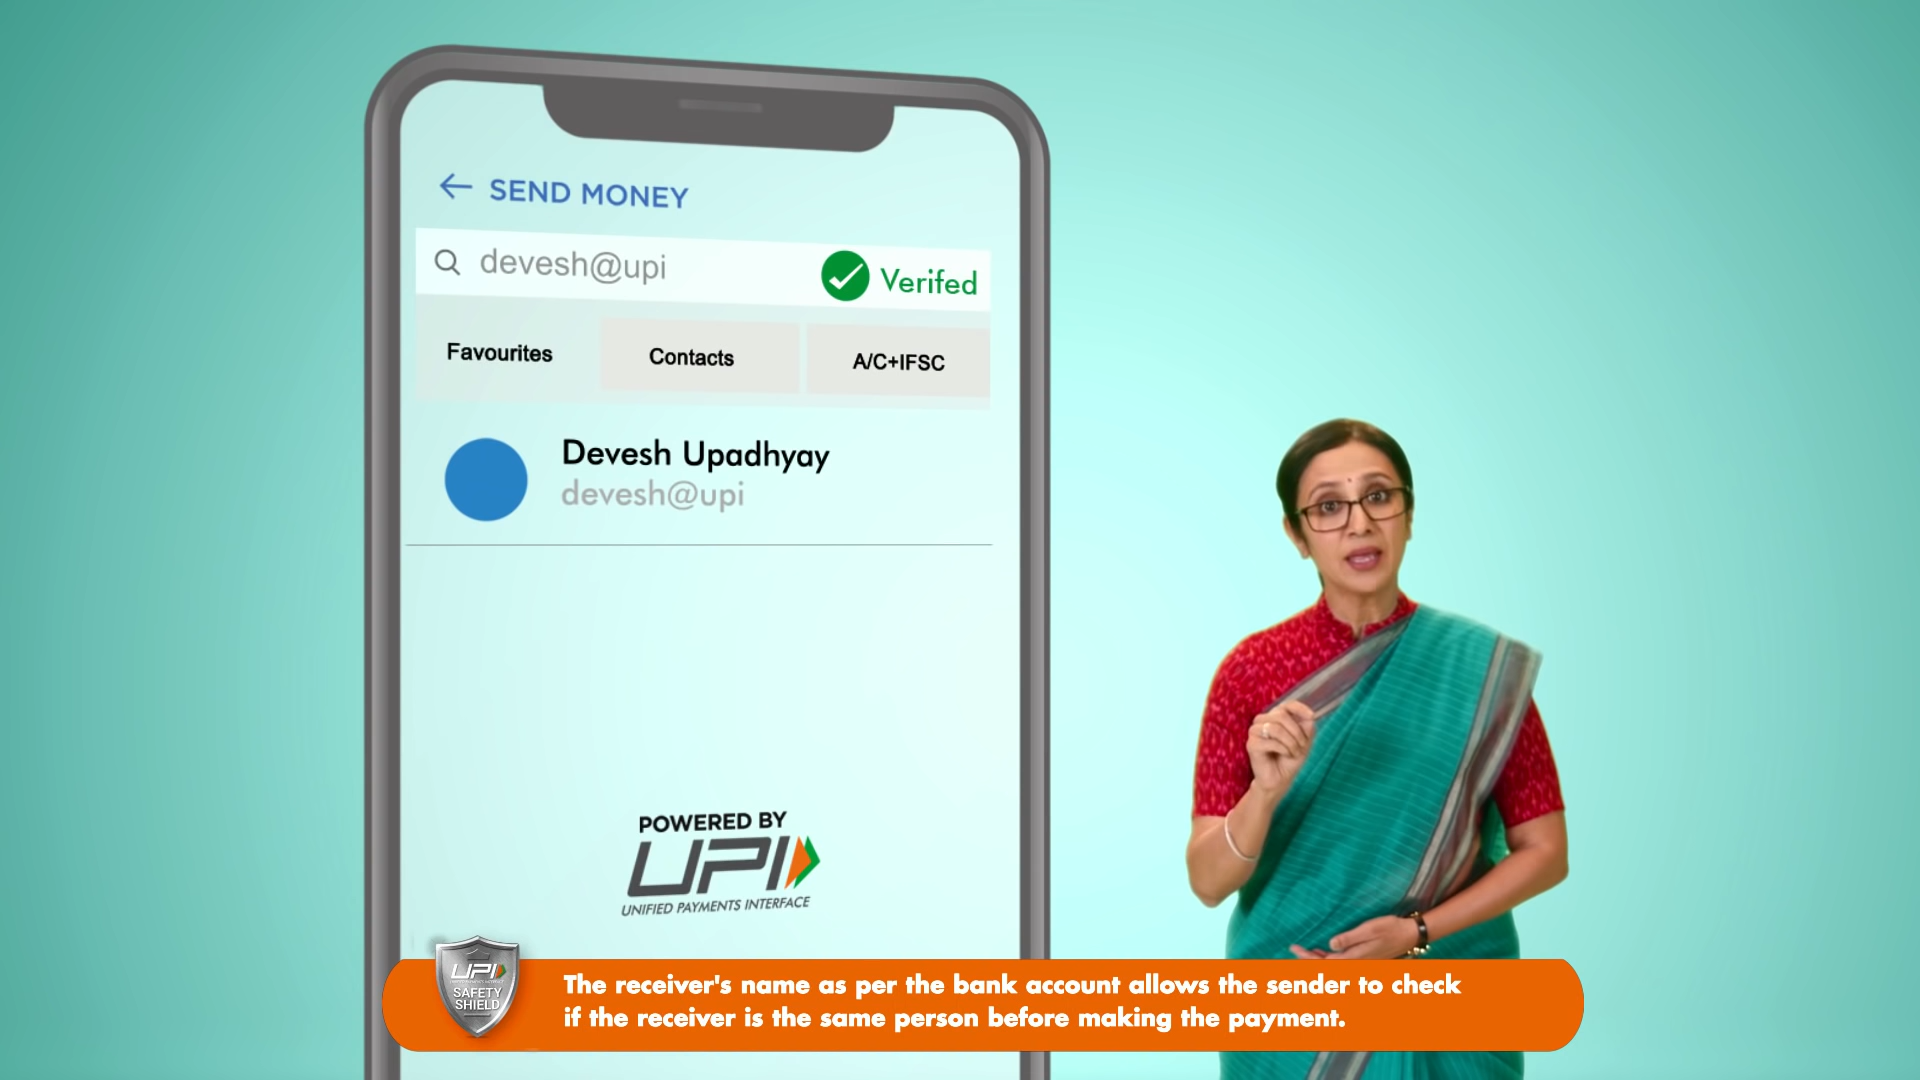 ← SEND MONEY
devesh@upi
Verifed
Favourites
Contacts
A/C+IFSC
Devesh Upadhyay
devesh@upi
POWERED BY
UPI
UNIFIED PAYMENTS INTERFACE
UPI
SAFETY
SHIELD
The receiver's name as per the bank account allows the sender to check
if the receiver is the same person before making the payment.